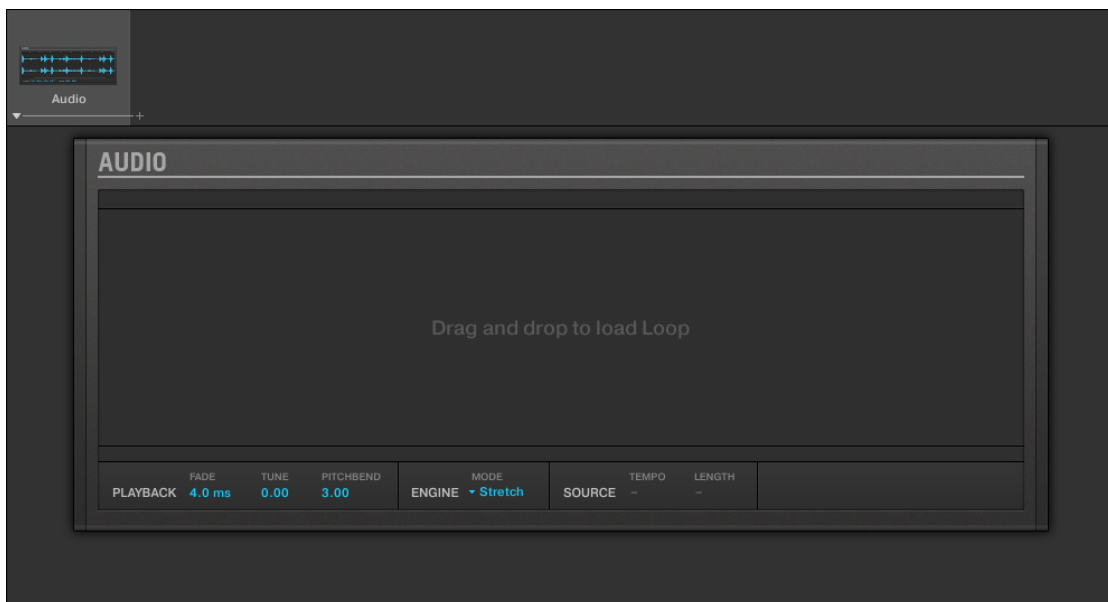 Audio
+
AUDIO
Drag and drop to load Loop
FADE TUNE PITCHBEND MODE TEMPO LENGTH
PLAYBACK 4.0 ms 0.00 3.00 ENGINE Stretch SOURCE – –